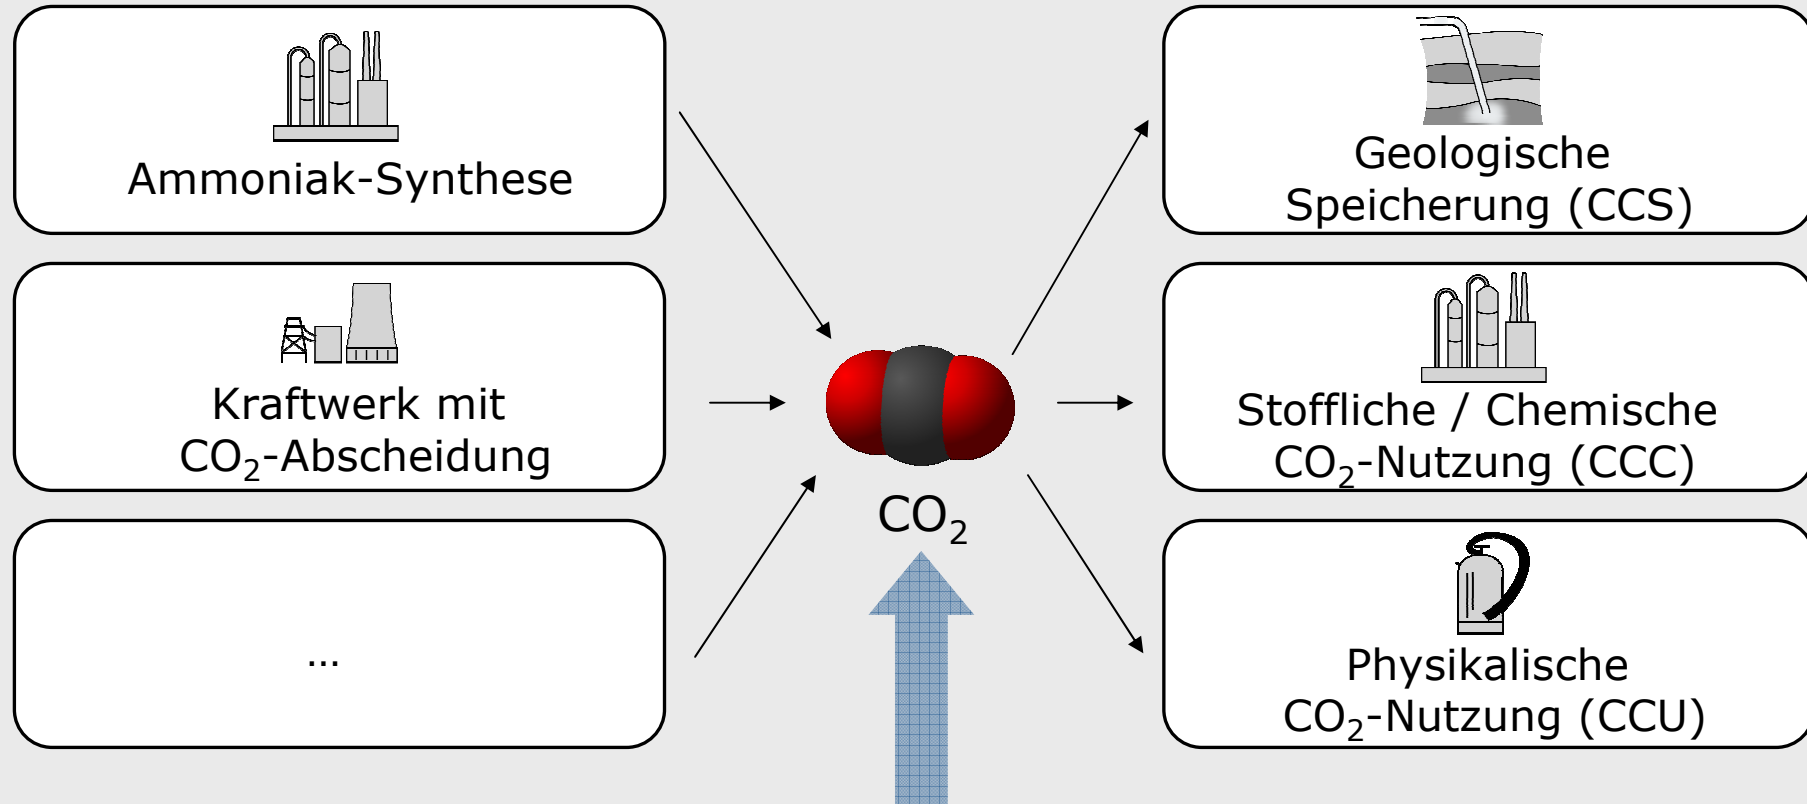 Ammoniak-Synthese
Kraftwerk mit
CO₂-Abscheidung
...
CO₂
Geologische
Speicherung (CCS)
Stoffliche / Chemische
CO₂-Nutzung (CCC)
Physikalische
CO₂-Nutzung (CCU)